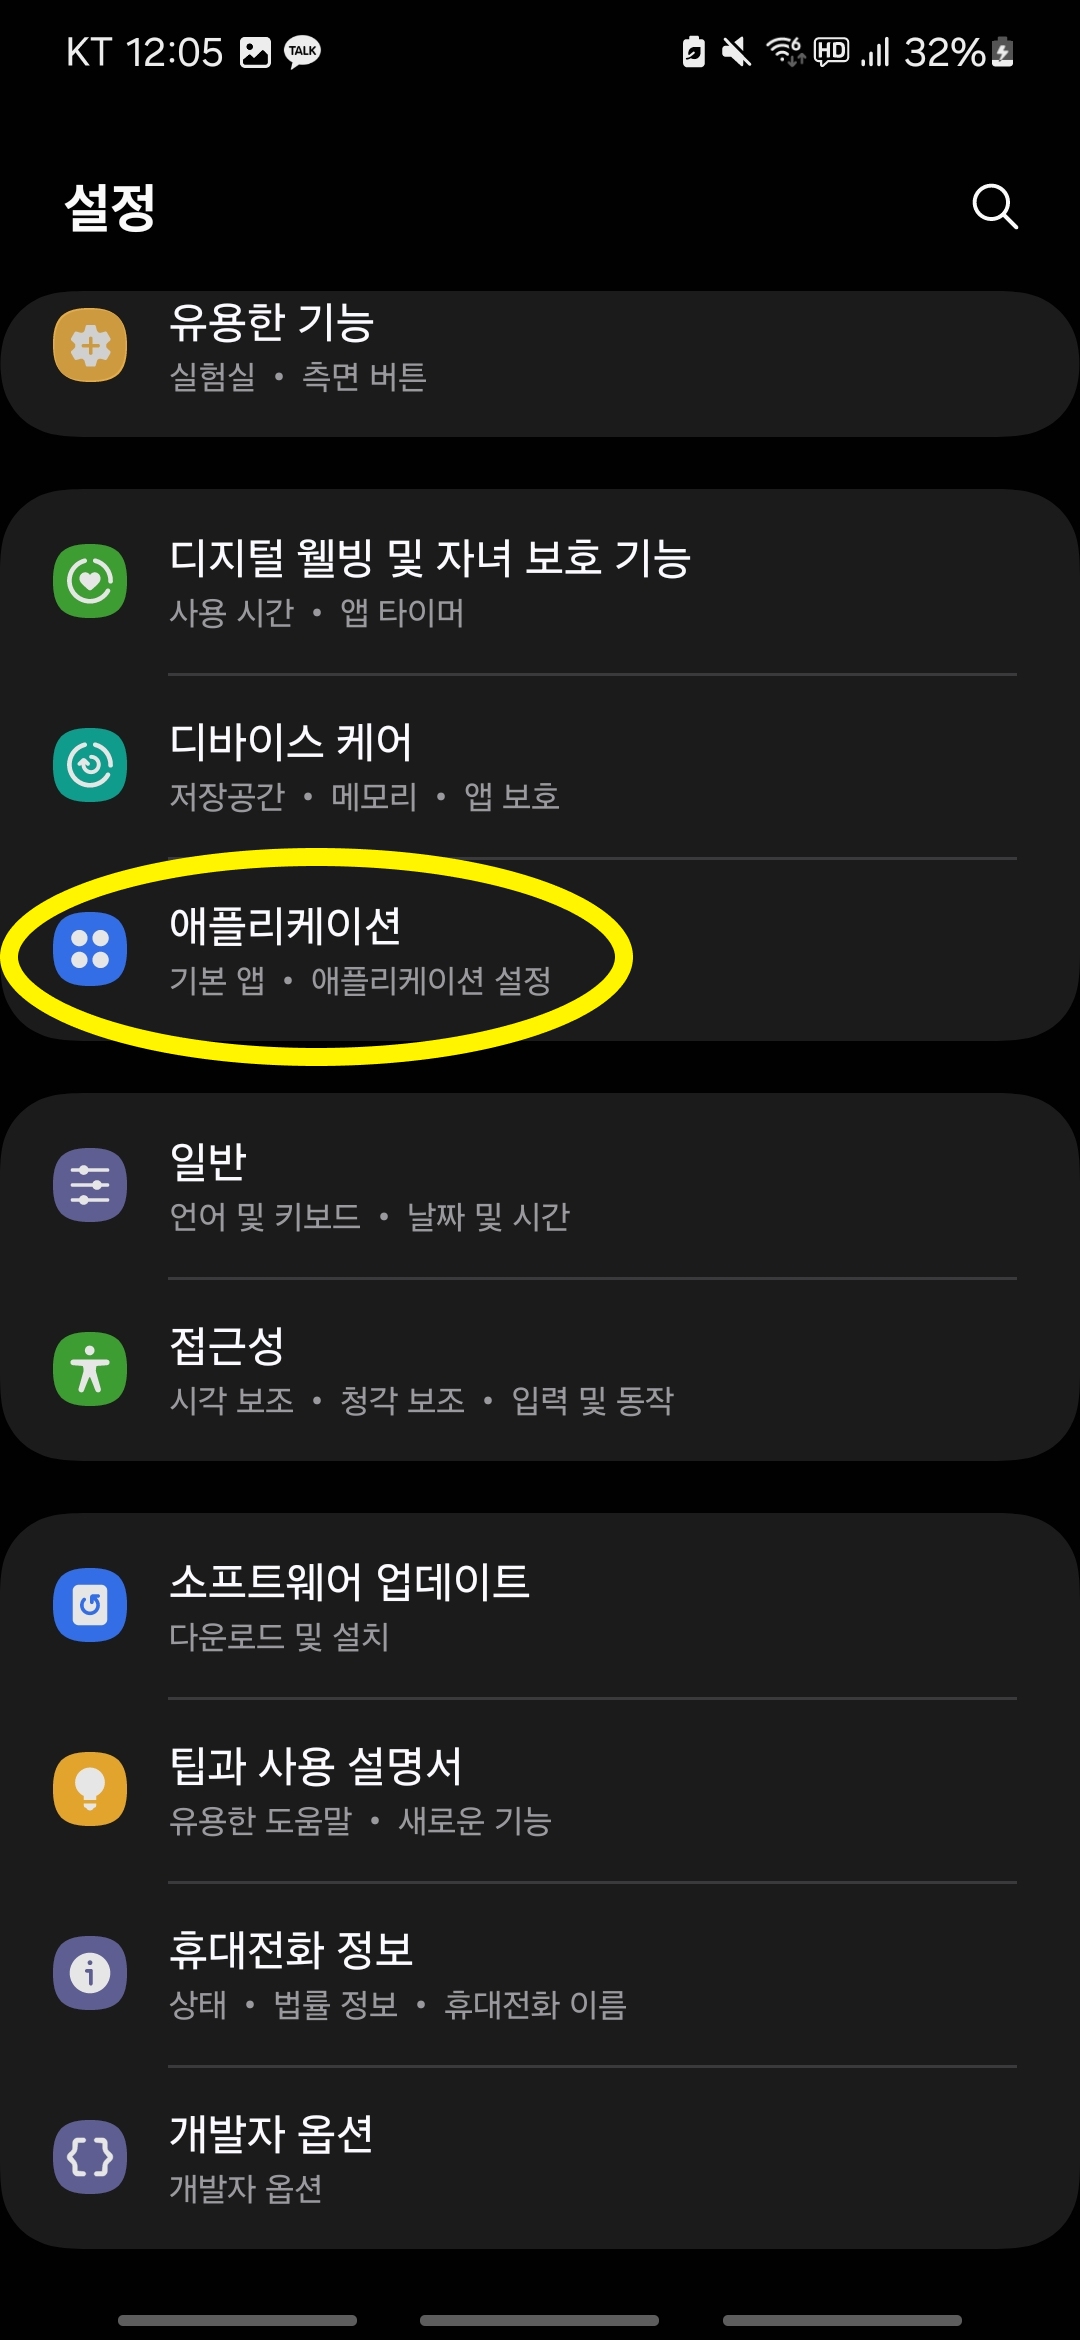 KT 12:05 TALK 6 HD 32%
설정
유용한 기능
실험실 • 측면 버튼
디지털 웰빙 및 자녀 보호 기능
사용 시간 • 앱 타이머
디바이스 케어
저장공간 • 메모리 • 앱 보호
애플리케이션
기본 앱 • 애플리케이션 설정
일반
언어 및 키보드 • 날짜 및 시간
접근성
시각 보조 • 청각 보조 • 입력 및 동작
소프트웨어 업데이트
다운로드 및 설치
팁과 사용 설명서
유용한 도움말 • 새로운 기능
휴대전화 정보
상태 • 법률 정보 • 휴대전화 이름
개발자 옵션
개발자 옵션